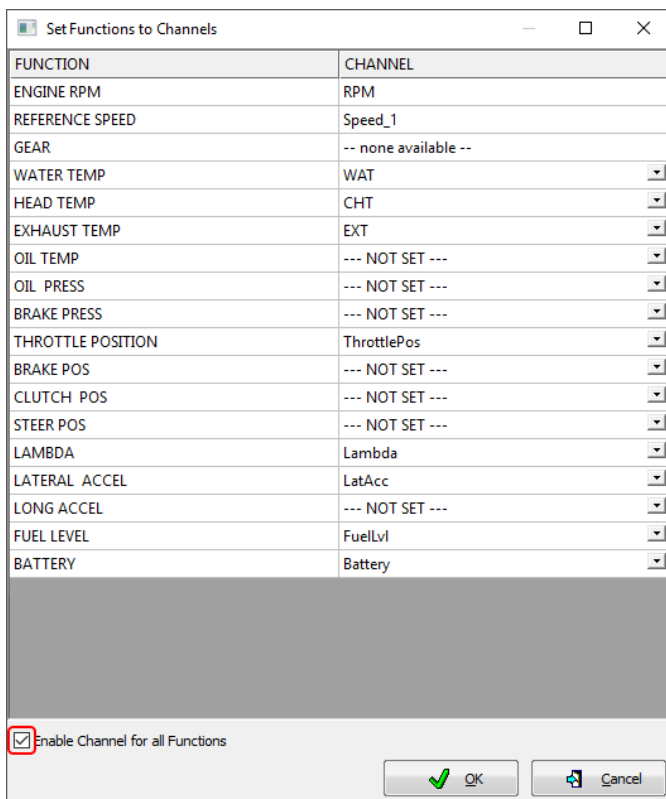 Set Functions to Channels
FUNCTION CHANNEL
ENGINE RPM RPM
REFERENCE SPEED Speed_1
GEAR -- none available --
WATER TEMP WAT
HEAD TEMP CHT
EXHAUST TEMP EXT
OIL TEMP --- NOT SET ---
OIL  PRESS --- NOT SET ---
BRAKE PRESS --- NOT SET ---
THROTTLE POSITION ThrottlePos
BRAKE POS --- NOT SET ---
CLUTCH  POS --- NOT SET ---
STEER POS --- NOT SET ---
LAMBDA Lambda
LATERAL  ACCEL LatAcc
LONG ACCEL --- NOT SET ---
FUEL LEVEL FuelLvl
BATTERY Battery
Enable Channel for all Functions
OK Cancel